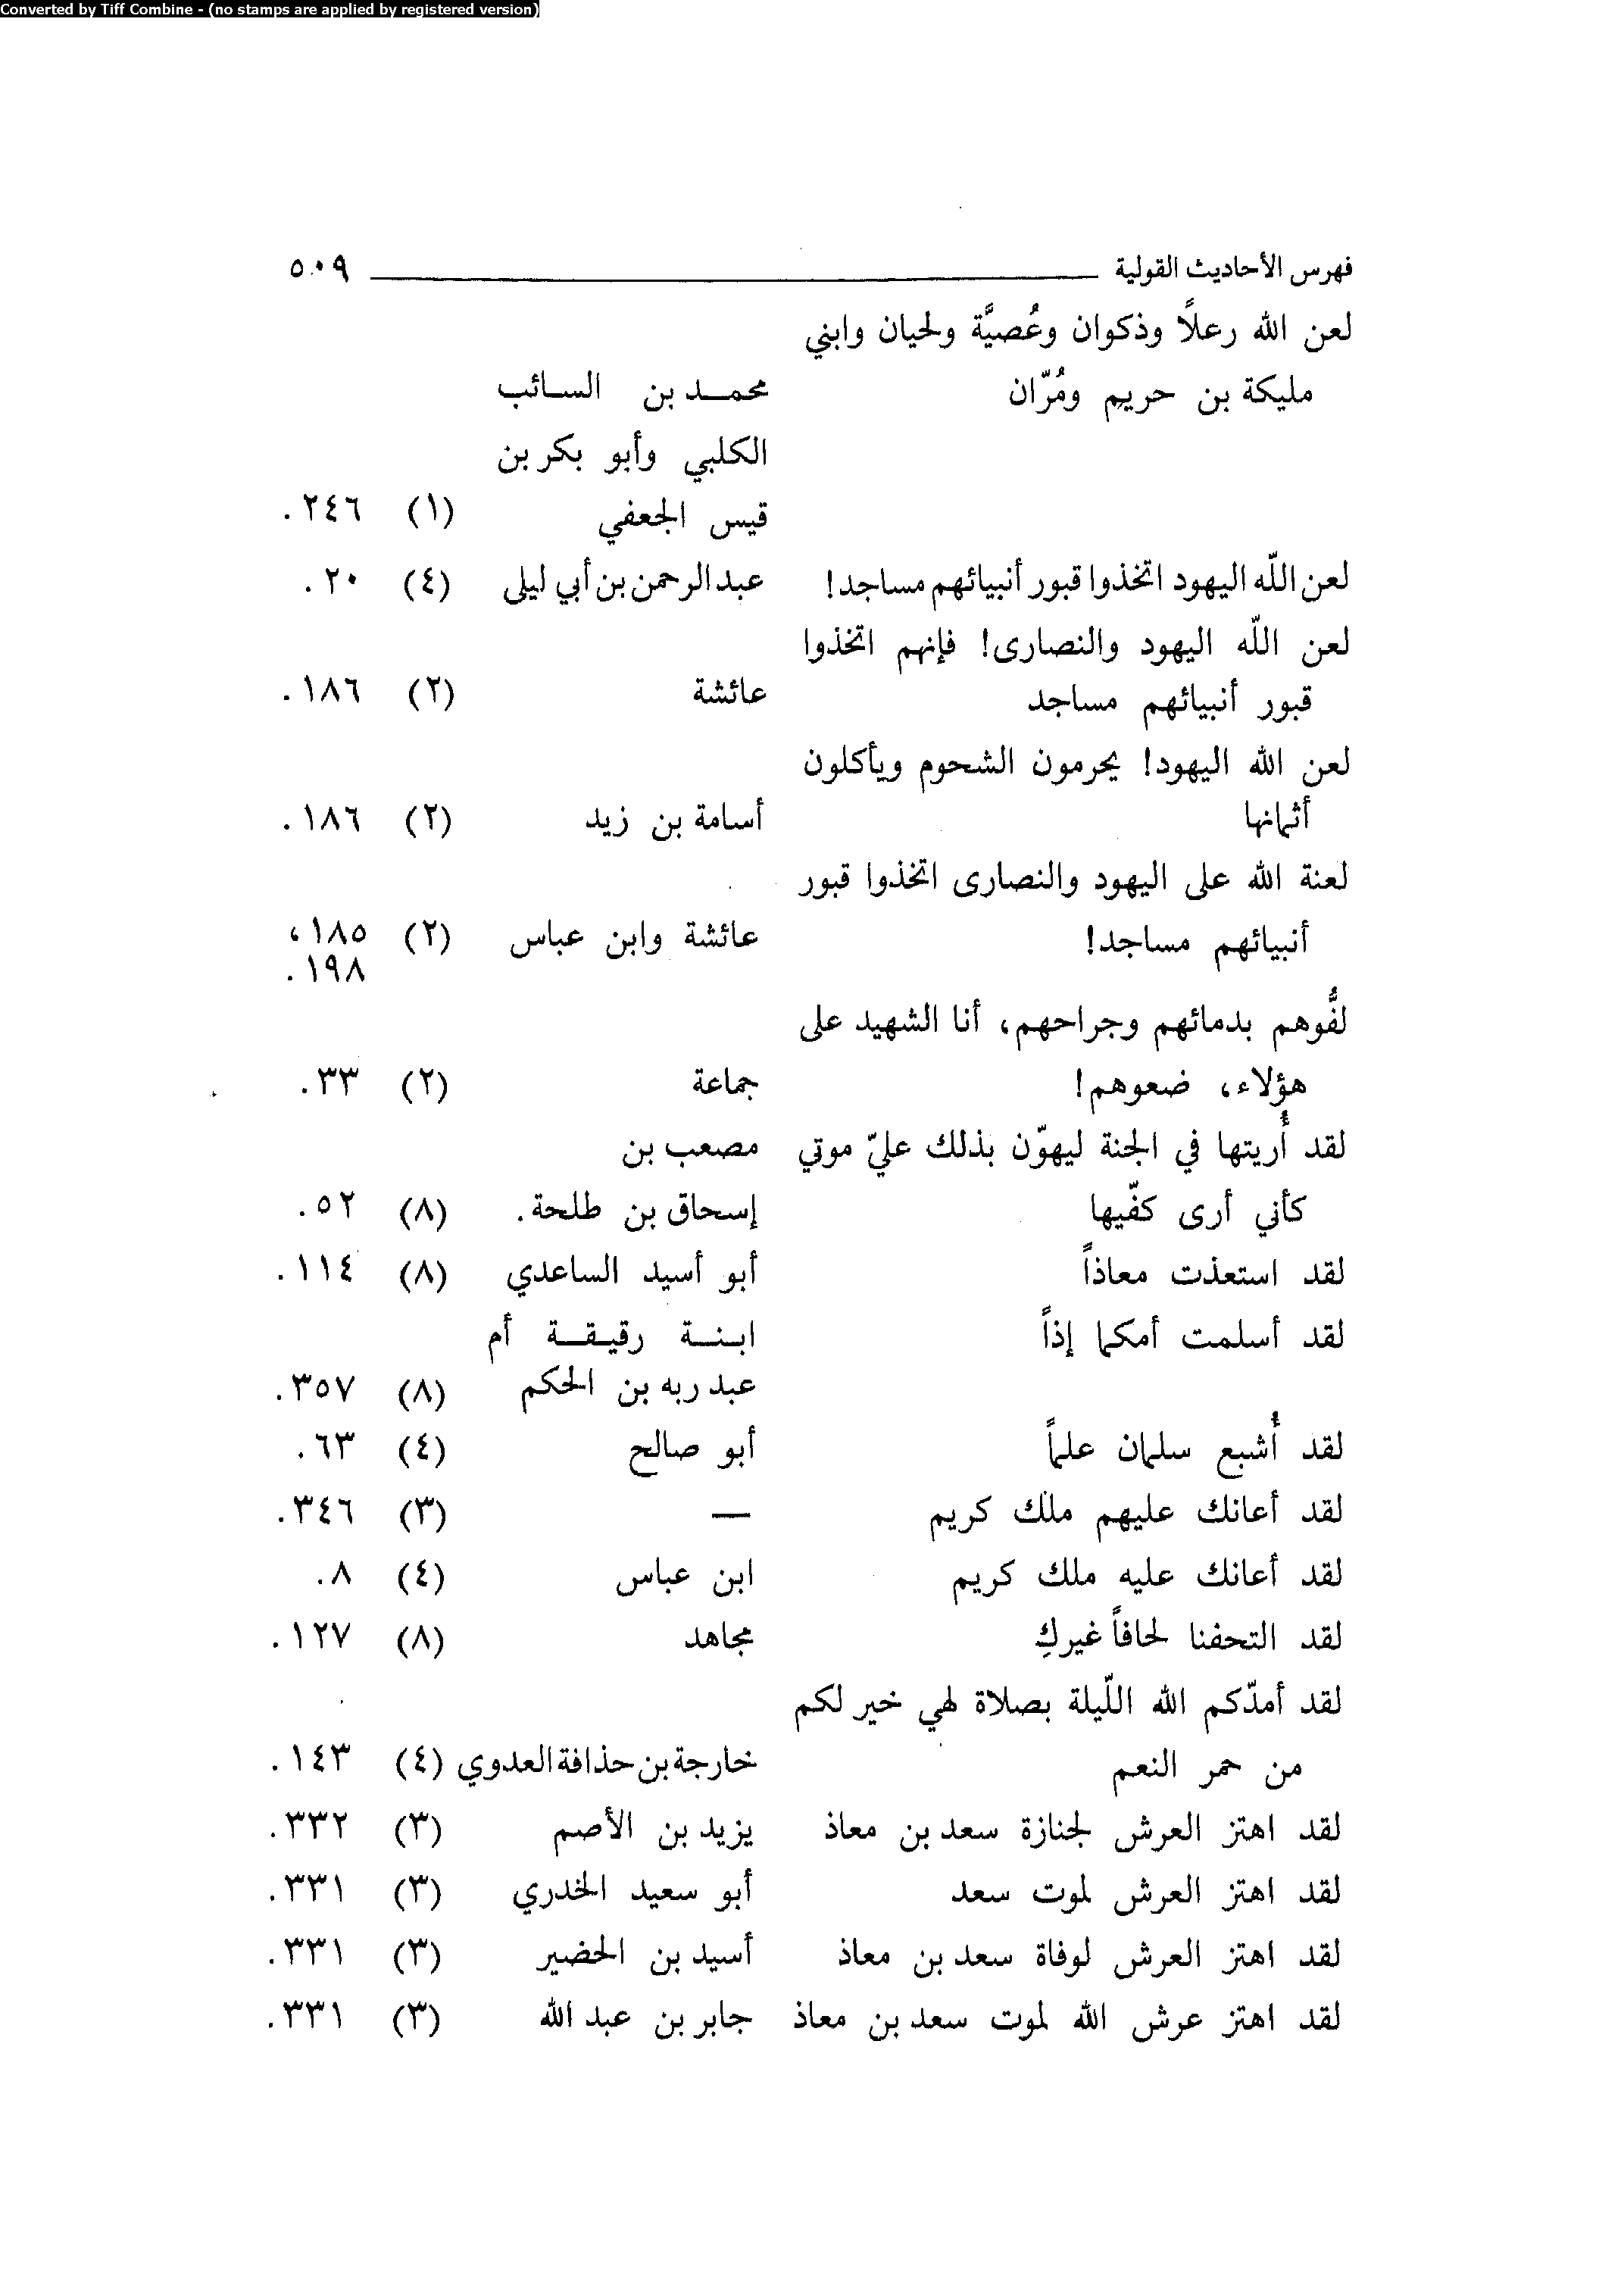 Converted by Tiff Combine - (no stamps are applied by registered version)
فهرس الأحاديث القولية ٥٠٩
لعن الله رعلاً وذكوان وعُصيَّة ولحيان وابني
مليكة بن حريم ومُرّان محمد بن السائب
الكلبي وأبو بكر بن
قيس الجعفي (١) ٢٤٦.
لعن اللّه اليهود اتخذوا قبور أنبيائهم مساجد! عبد الرحمن بن أبي ليلى (٤) ٢٠.
لعن اللّه اليهود والنصارى! فإنهم اتخذوا
قبور أنبيائهم مساجد عائشة (٢) ١٨٦.
لعن الله اليهود! يحرمون الشحوم ويأكلون
أثمانها أسامة بن زيد (٢) ١٨٦.
لعنة الله على اليهود والنصارى اتخذوا قبور
أنبيائهم مساجد! عائشة وابن عباس (٢) ١٨٥،
١٩٨.
لفُّوهم بدمائهم وجراحهم، أنا الشهيد على
هؤلاء، ضعوهم! جماعة (٢) ٣٣.
لقد أُريتها في الجنة ليهوّن بذلك عليّ موتي مصعب بن
كأني أرى كفّيها إسحاق بن طلحة. (٨) ٥٢.
لقد استعذت معاذاً أبو أسيد الساعدي (٨) ١١٤.
لقد أسلمت أمكما إذاً ابنة رقيقة أم
عبد ربه بن الحكم (٨) ٣٥٧.
لقد أُشبع سلمان علماً أبو صالح (٤) ٦٣.
لقد أعانك عليهم ملك كريم — (٣) ٣٤٦.
لقد أعانك عليه ملك كريم ابن عباس (٤) ٨.
لقد التحفنا لحافاً غيركِ مجاهد (٨) ١٢٧.
لقد أمدّكم الله اللّيلة بصلاة لهي خير لكم
من حمر النعم خارجة بن حذافة العدوي (٤) ١٤٣.
لقد اهتز العرش لجنازة سعد بن معاذ يزيد بن الأصم (٣) ٣٣٢.
لقد اهتز العرش لموت سعد أبو سعيد الخدري (٣) ٣٣١.
لقد اهتز العرش لوفاة سعد بن معاذ أسيد بن الحضير (٣) ٣٣١.
لقد اهتز عرش الله لموت سعد بن معاذ جابر بن عبد الله (٣) ٣٣١.